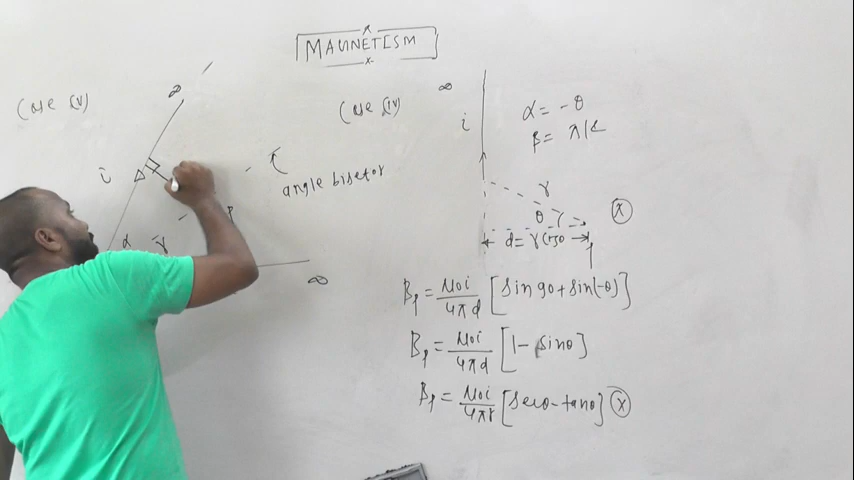 MAGNETISM
Case (V)
∞
i
α
r
P
∞
angle bisetor
Case (IV)
∞
i
α = -θ
β = π/2
r
θ
d = r cosθ
P
(X)
Bp = μ0i/4πd [sin90 + sin(-θ)]
Bp = μ0i/4πd [1 - sinθ]
Bp = μ0i/4πr [secθ - tanθ] (X)